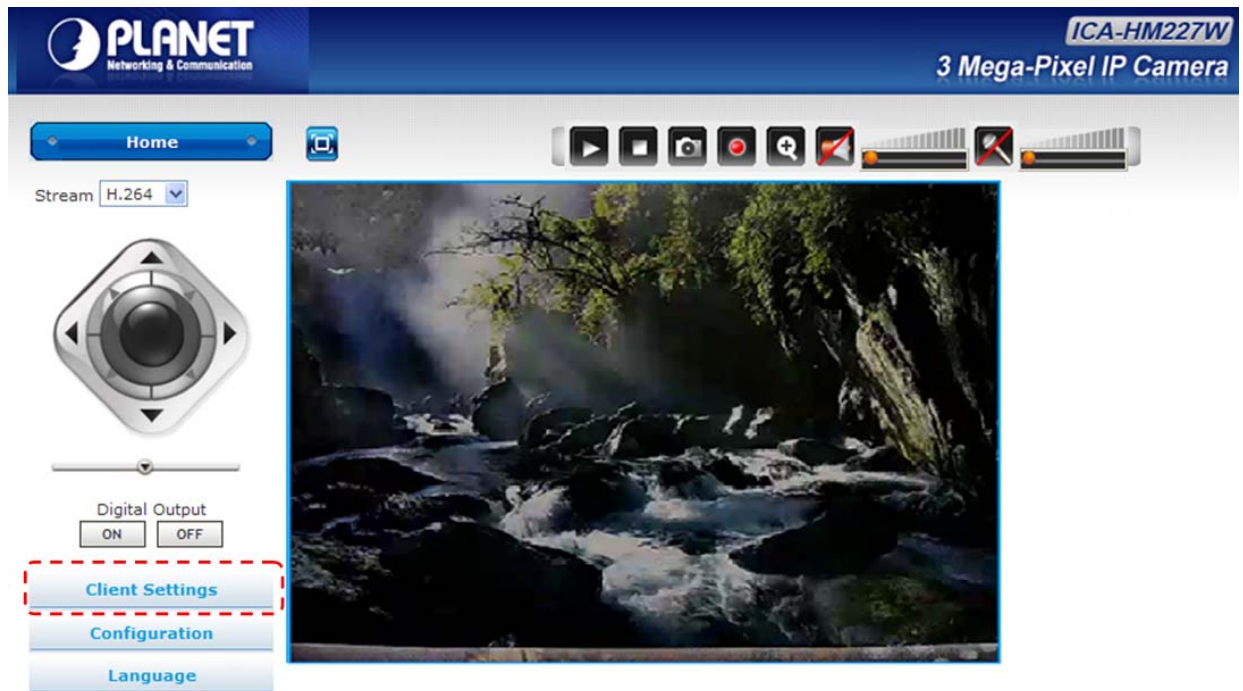 PLANET
Networking & Communication
ICA-HM227W
3 Mega-Pixel IP Camera
Home
Stream H.264
Digital Output
ON OFF
Client Settings
Configuration
Language